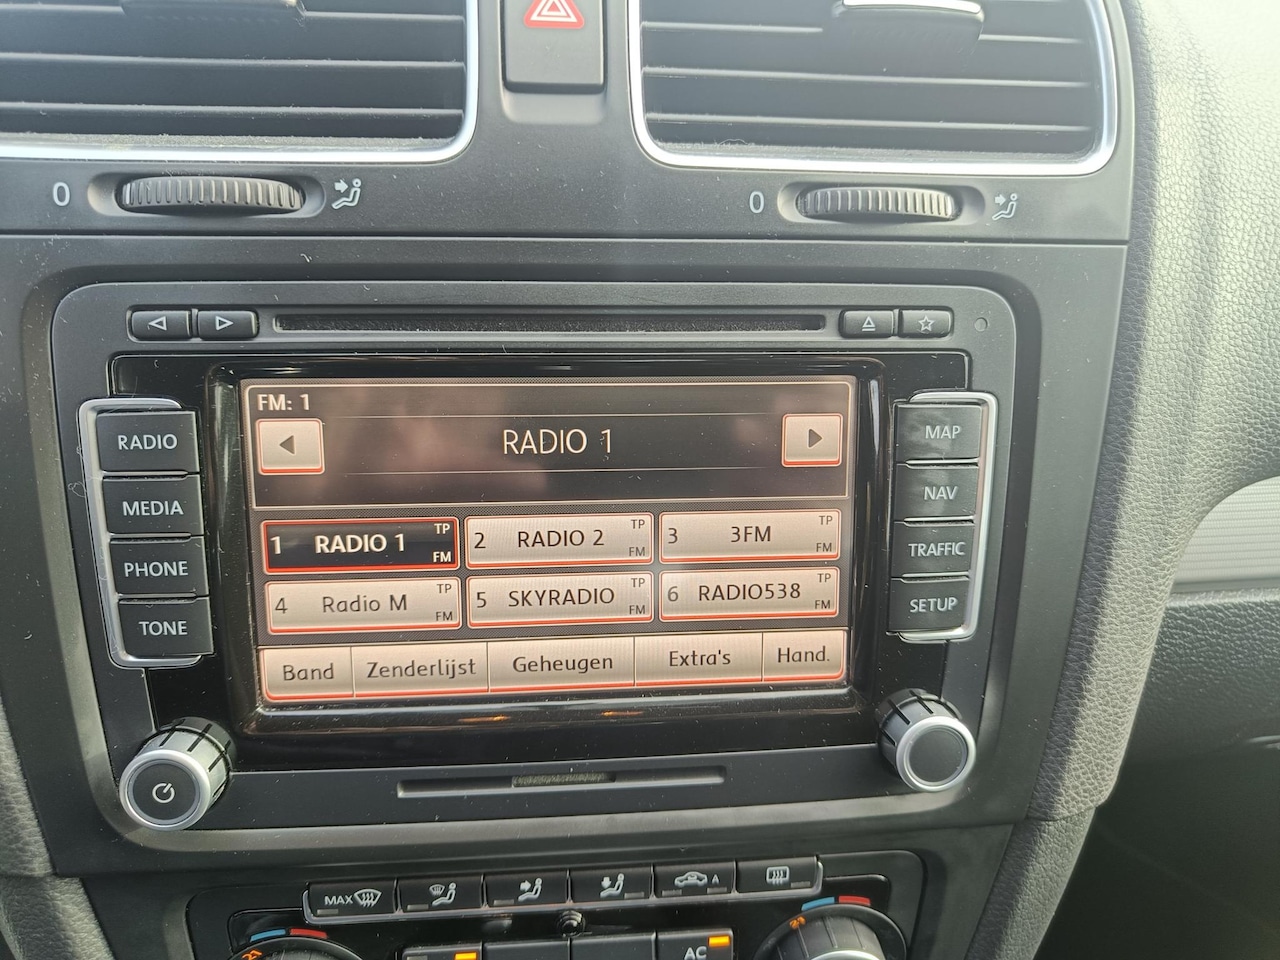 0
0
RADIO
MEDIA
PHONE
TONE
FM: 1
RADIO 1
1 RADIO 1 TP FM
2 RADIO 2 TP FM
3 3FM TP FM
4 Radio M TP FM
5 SKYRADIO TP FM
6 RADIO538 TP FM
Band Zenderlijst Geheugen Extra's Hand.
MAP
NAV
TRAFFIC
SETUP
MAX A
AC